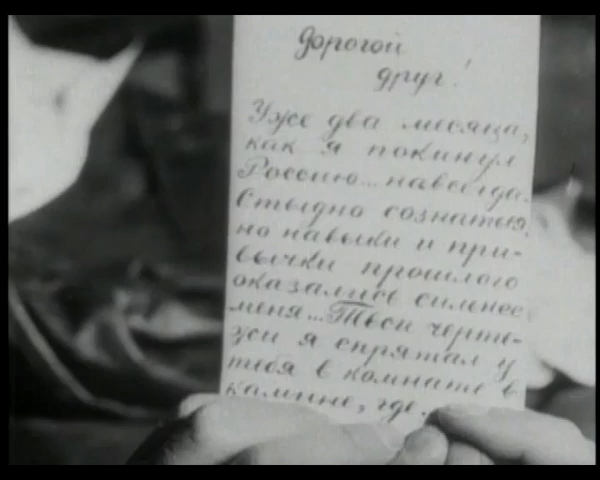 Дорогой
друг!
Уже два месяца,
как я покинул
Россию... навсегда.
Стыдно сознаться,
но навыки и при-
вычки прошлого
оказались сильнее
меня... Твои черте-
жи я спрятал у
тебя в комнате в
камине, где.